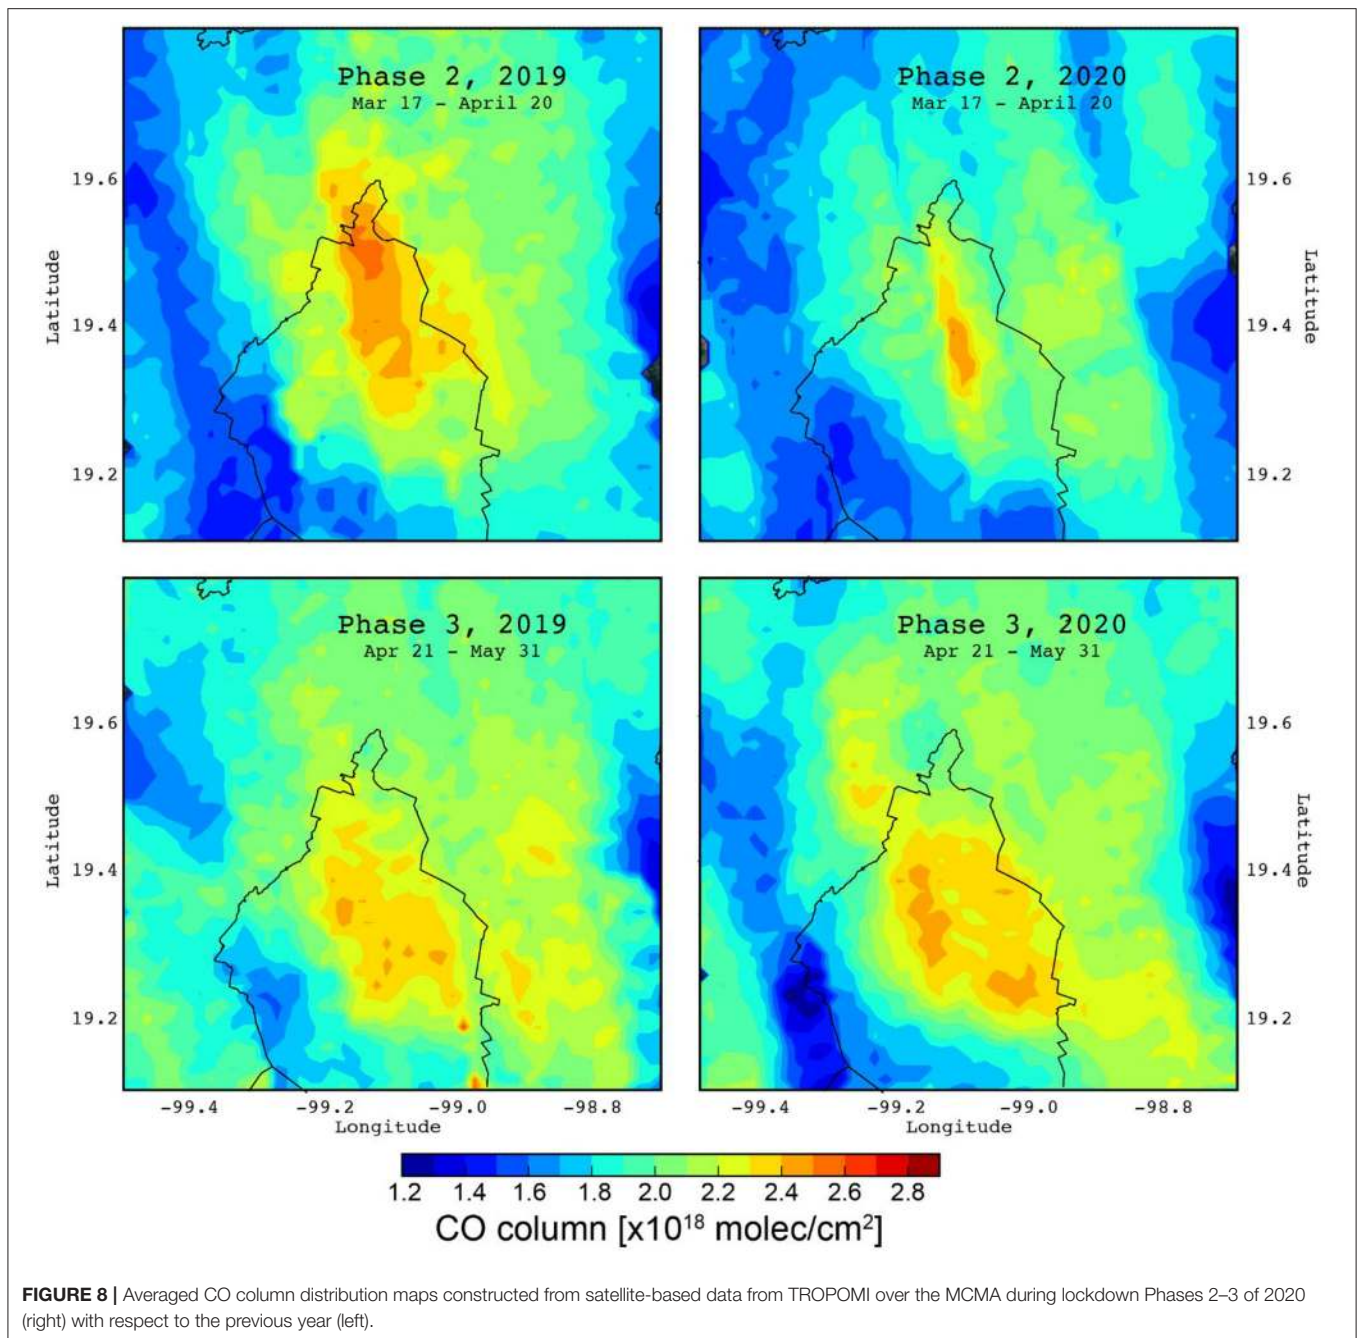 Phase 2, 2019
Mar 17 - April 20
Phase 2, 2020
Mar 17 - April 20
19.6
19.4
19.2
Latitude
19.6
19.4
19.2
Latitude
Phase 3, 2019
Apr 21 - May 31
Phase 3, 2020
Apr 21 - May 31
19.6
19.4
19.2
Latitude
19.6
19.4
19.2
Latitude
-99.4 -99.2 -99.0 -98.8
Longitude
-99.4 -99.2 -99.0 -98.8
Longitude
1.2 1.4 1.6 1.8 2.0 2.2 2.4 2.6 2.8
CO column [x10¹⁸ molec/cm²]
FIGURE 8 | Averaged CO column distribution maps constructed from satellite-based data from TROPOMI over the MCMA during lockdown Phases 2–3 of 2020
(right) with respect to the previous year (left).